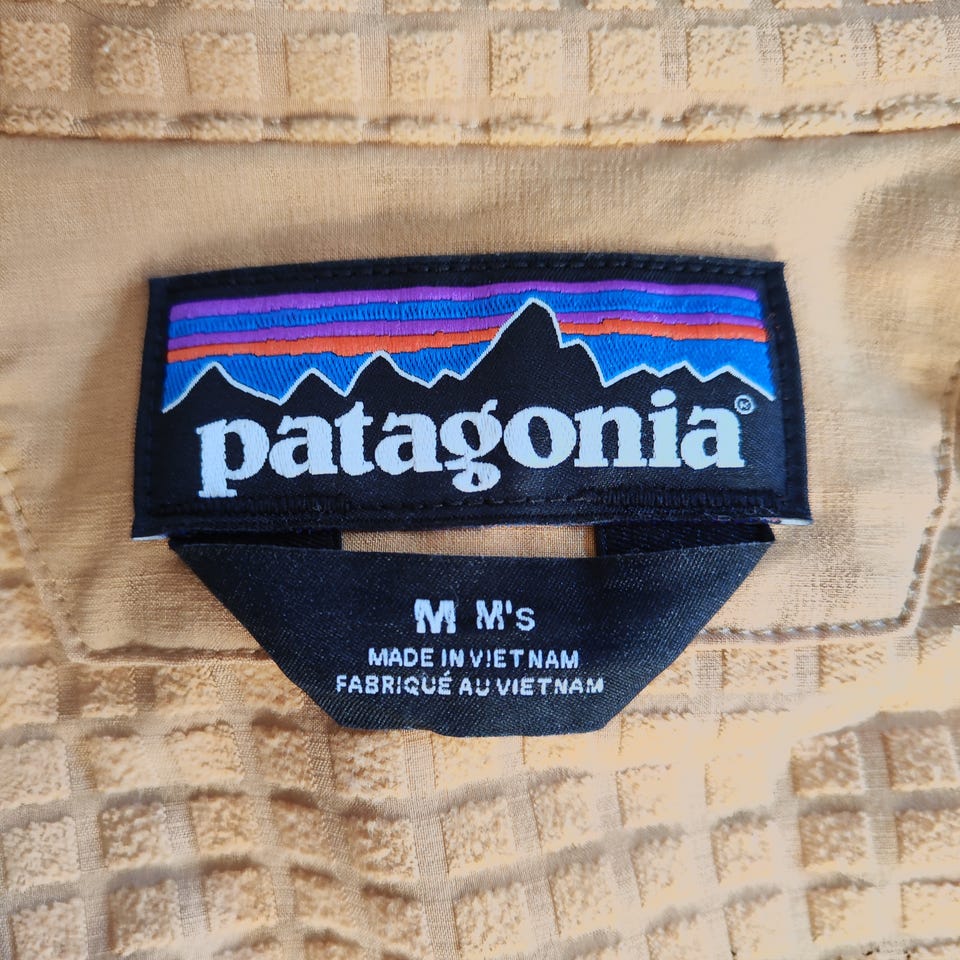 patagonia®
M M's
MADE IN VIETNAM
FABRIQUÉ AU VIETNAM